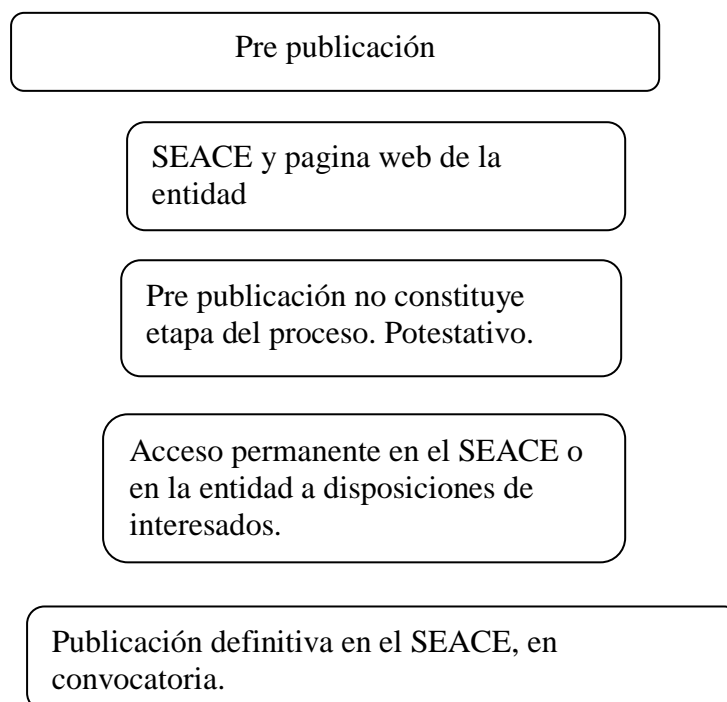 Pre publicación
SEACE y pagina web de la
entidad
Pre publicación no constituye
etapa del proceso. Potestativo.
Acceso permanente en el SEACE o
en la entidad a disposiciones de
interesados.
Publicación definitiva en el SEACE, en
convocatoria.